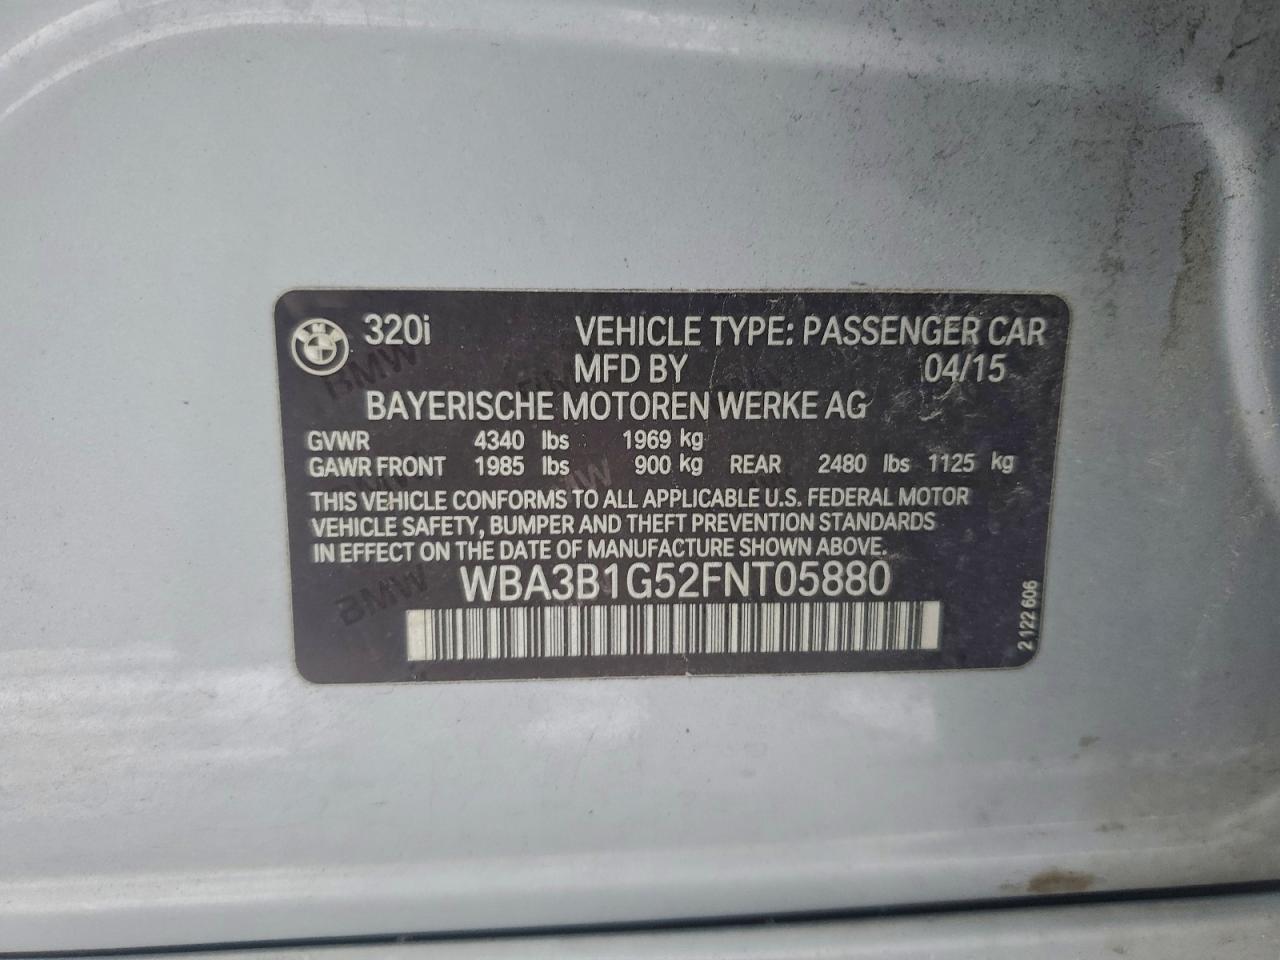 320i VEHICLE TYPE: PASSENGER CAR
MFD BY 04/15
BAYERISCHE MOTOREN WERKE AG
GVWR 4340 lbs 1969 kg
GAWR FRONT 1985 lbs 900 kg REAR 2480 lbs 1125 kg
THIS VEHICLE CONFORMS TO ALL APPLICABLE U.S. FEDERAL MOTOR
VEHICLE SAFETY, BUMPER AND THEFT PREVENTION STANDARDS
IN EFFECT ON THE DATE OF MANUFACTURE SHOWN ABOVE.
WBA3B1G52FNT05880
2 122 606
BMW
BMW
BMW